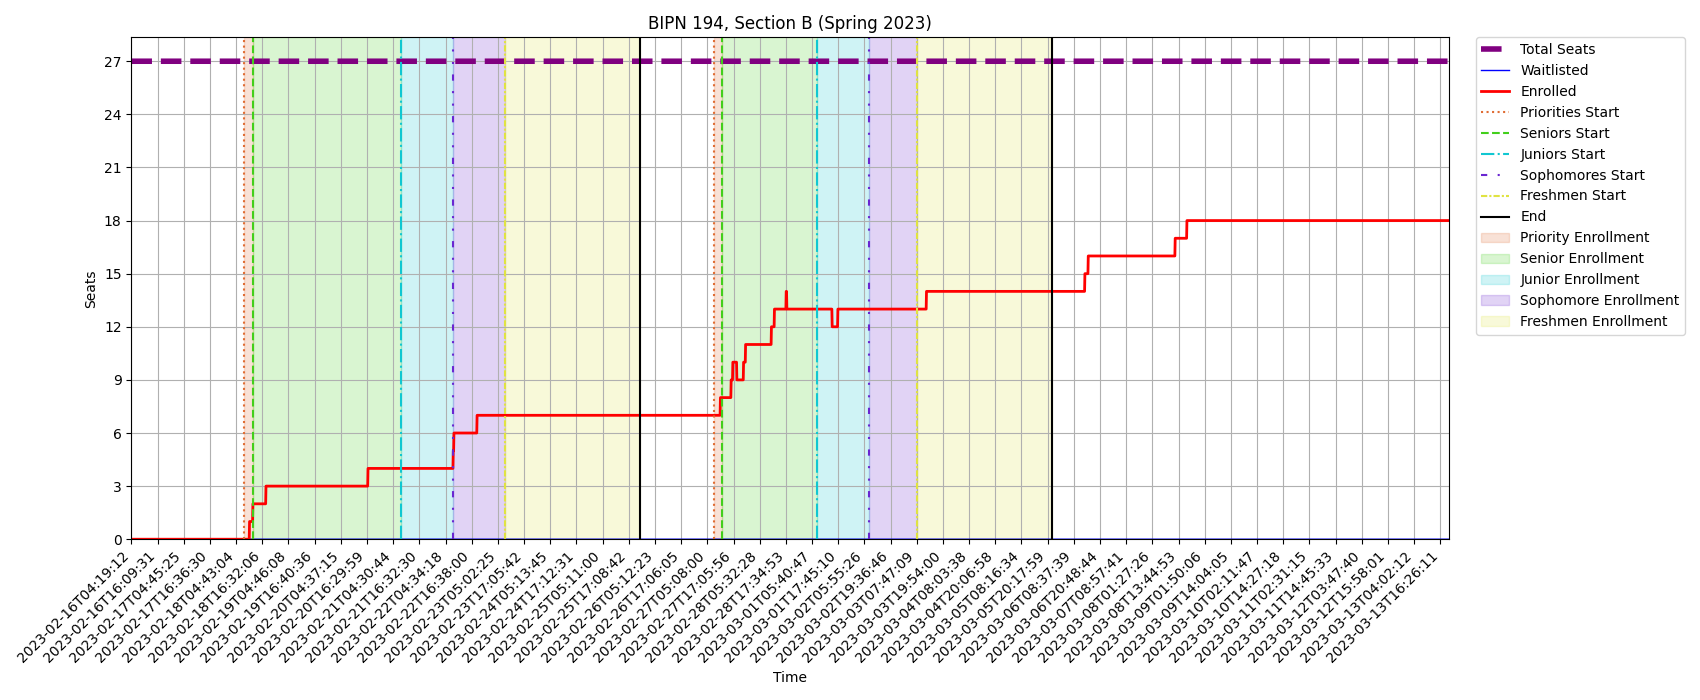 BIPN 194, Section B (Spring 2023)
Seats
27
24
21
18
15
12
9
6
3
0
2023-02-16T04:19:12
2023-02-16T16:09:31
2023-02-17T04:45:25
2023-02-17T16:36:30
2023-02-18T04:43:04
2023-02-18T16:32:06
2023-02-19T04:46:08
2023-02-19T16:40:36
2023-02-20T04:37:15
2023-02-20T16:29:59
2023-02-21T04:30:44
2023-02-21T16:32:30
2023-02-22T04:34:18
2023-02-22T16:38:00
2023-02-23T05:02:25
2023-02-23T17:05:42
2023-02-24T05:13:45
2023-02-24T17:12:31
2023-02-25T05:11:00
2023-02-25T17:08:42
2023-02-26T05:12:23
2023-02-26T17:06:05
2023-02-27T05:08:00
2023-02-27T17:05:56
2023-02-28T05:32:28
2023-02-28T17:34:53
2023-03-01T05:40:47
2023-03-01T17:45:10
2023-03-02T05:55:26
2023-03-02T19:36:46
2023-03-03T07:47:09
2023-03-03T19:54:00
2023-03-04T08:03:38
2023-03-04T20:06:58
2023-03-05T08:16:34
2023-03-05T20:17:59
2023-03-06T08:37:39
2023-03-06T20:48:44
2023-03-07T08:57:41
2023-03-08T01:27:26
2023-03-08T13:44:53
2023-03-09T01:50:06
2023-03-09T14:04:05
2023-03-10T02:11:47
2023-03-10T14:27:18
2023-03-11T02:31:15
2023-03-11T14:45:33
2023-03-12T03:47:40
2023-03-12T15:58:01
2023-03-13T04:02:12
2023-03-13T16:26:11
Time
Total Seats
Waitlisted
Enrolled
Priorities Start
Seniors Start
Juniors Start
Sophomores Start
Freshmen Start
End
Priority Enrollment
Senior Enrollment
Junior Enrollment
Sophomore Enrollment
Freshmen Enrollment